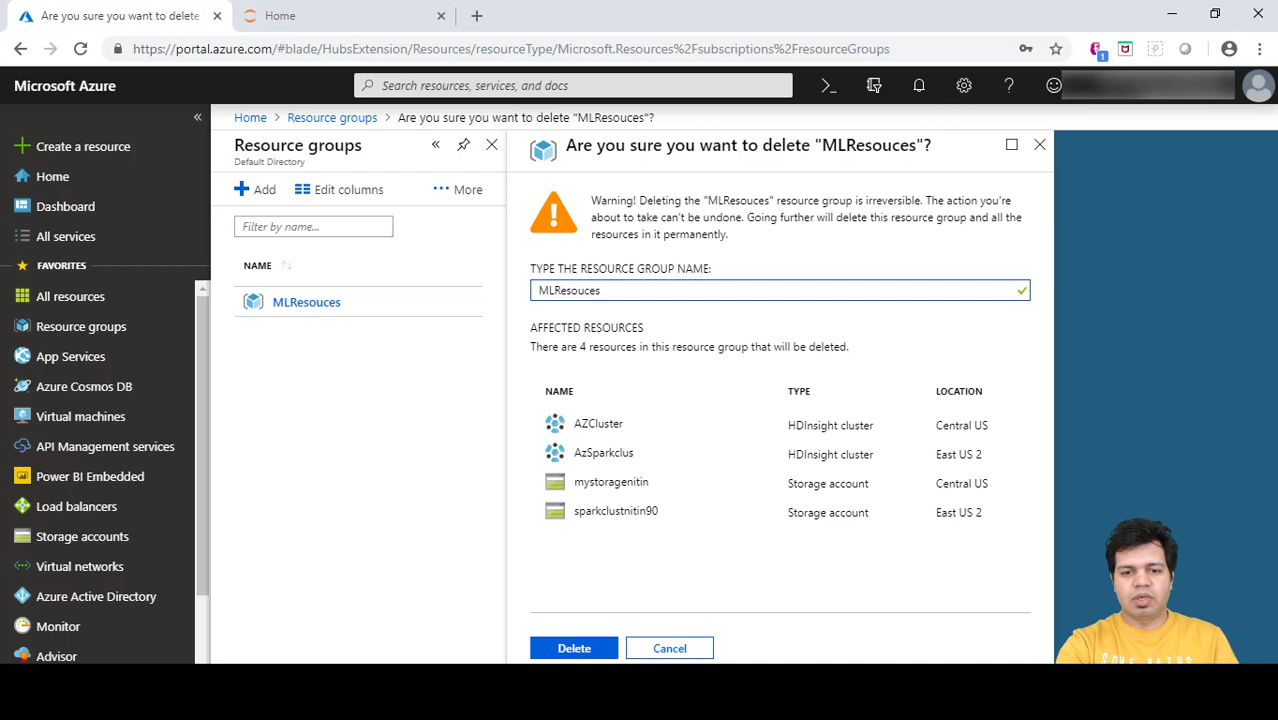 Are you sure you want to delete
Home
https://portal.azure.com/#blade/HubsExtension/Resources/resourceType/Microsoft.Resources%2Fsubscriptions%2FresourceGroups
1
Microsoft Azure
Search resources, services, and docs
Home
Resource groups
Are you sure you want to delete "MLResouces"?
Create a resource
Home
Dashboard
All services
FAVORITES
All resources
Resource groups
App Services
Azure Cosmos DB
Virtual machines
API Management services
Power BI Embedded
Load balancers
Storage accounts
Virtual networks
Azure Active Directory
Monitor
Advisor
Resource groups
Default Directory
Add
Edit columns
More
Filter by name...
NAME
MLResouces
Are you sure you want to delete "MLResouces"?
Warning! Deleting the "MLResouces" resource group is irreversible. The action you're
about to take can't be undone. Going further will delete this resource group and all the
resources in it permanently.
TYPE THE RESOURCE GROUP NAME:
MLResouces
AFFECTED RESOURCES
There are 4 resources in this resource group that will be deleted.
NAME TYPE LOCATION
AZCluster HDInsight cluster Central US
AzSparkclus HDInsight cluster East US 2
mystoragenitin Storage account Central US
sparkclustnitin90 Storage account East US 2
Delete
Cancel